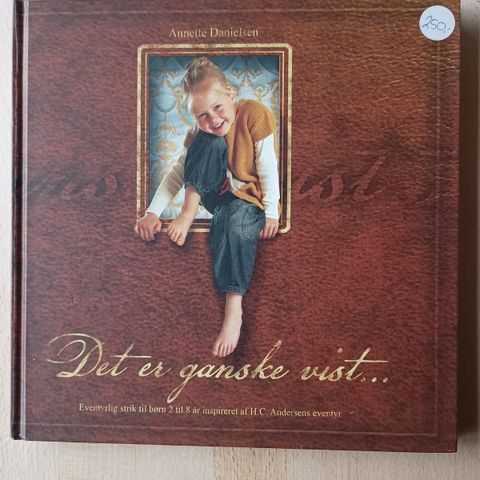 Annette Danielsen
250,-
Det er ganske vist...
Eventyrlig strik til børn 2 til 8 år inspireret af H.C. Andersens eventyr